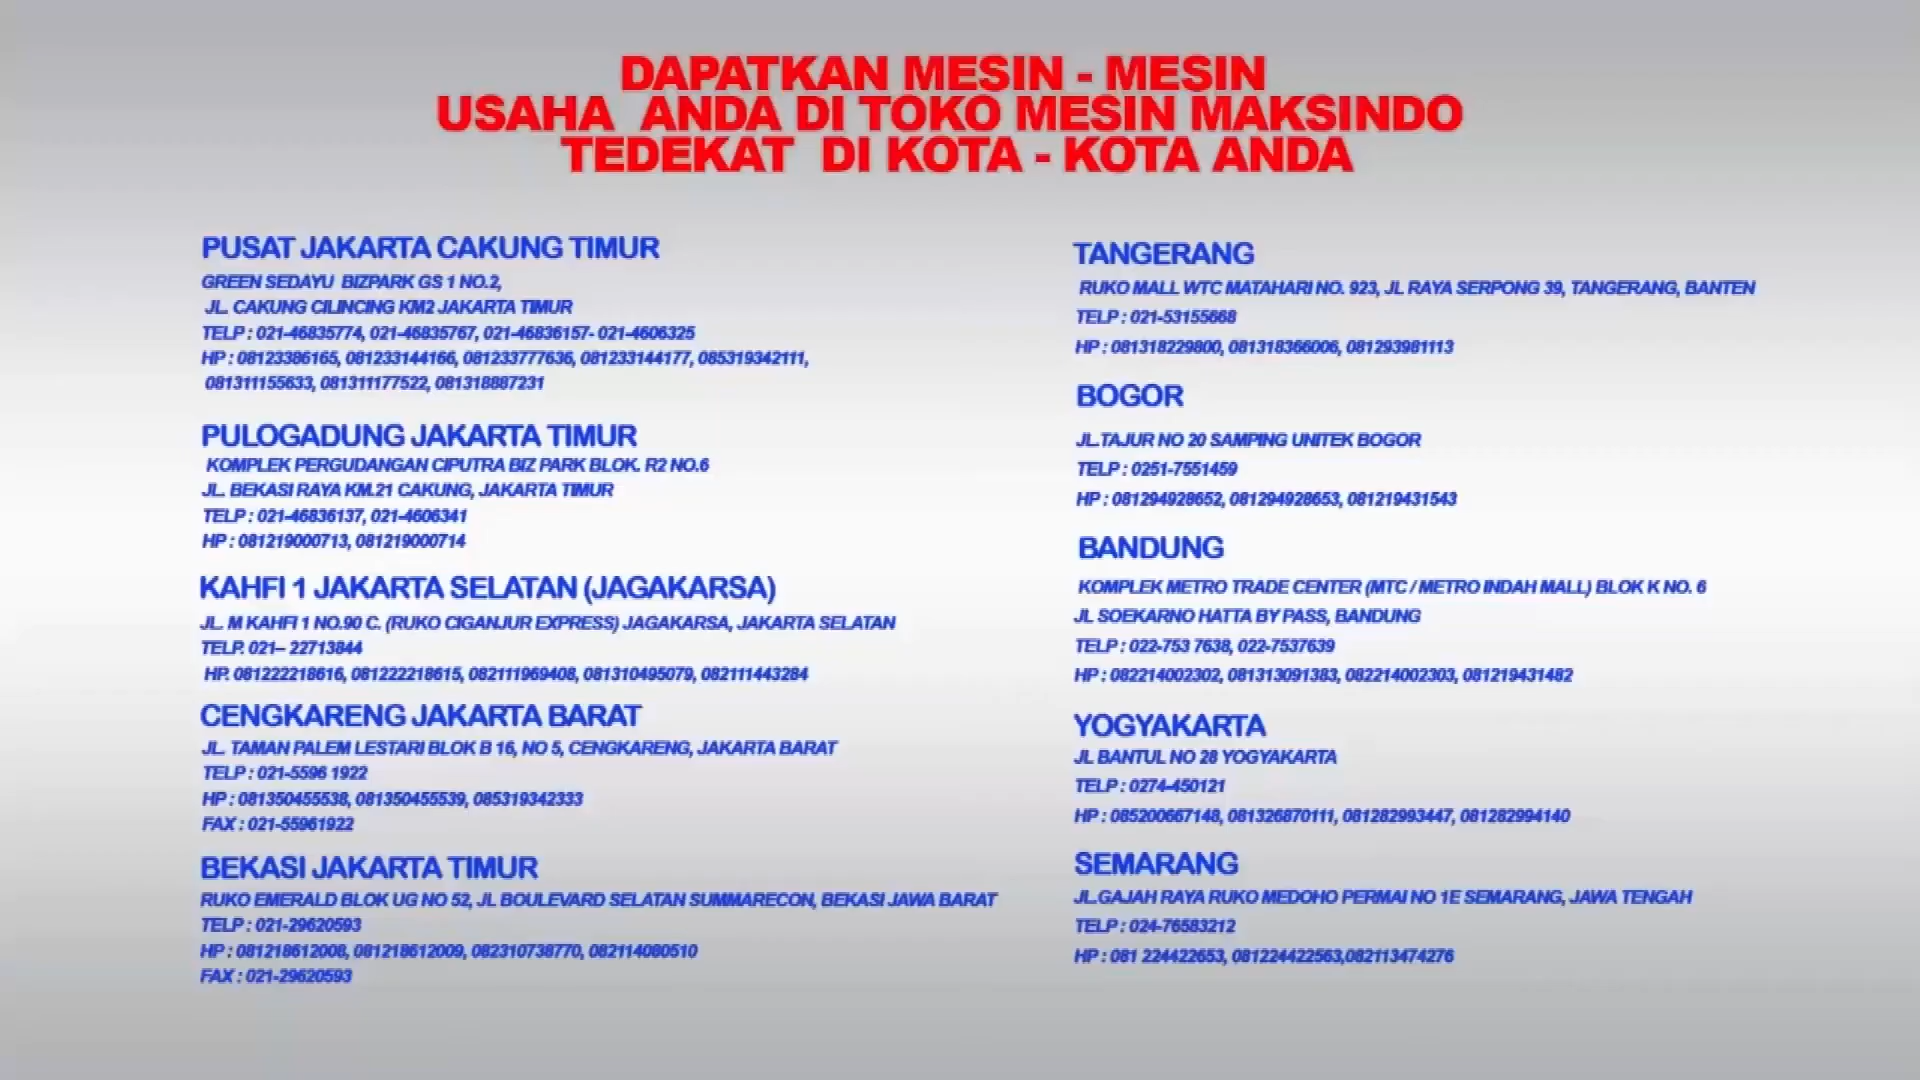 DAPATKAN MESIN - MESIN
USAHA ANDA DI TOKO MESIN MAKSINDO
TEDEKAT DI KOTA - KOTA ANDA
PUSAT JAKARTA CAKUNG TIMUR
GREEN SEDAYU BIZPARK GS 1 NO.2,
JL. CAKUNG CILINCING KM2 JAKARTA TIMUR
TELP : 021-46835774, 021-46835767, 021-46836157- 021-4606325
HP : 08123386165, 081233144166, 081233777636, 081233144177, 085319342111,
081311155633, 081311177522, 081318887231
PULOGADUNG JAKARTA TIMUR
KOMPLEK PERGUDANGAN CIPUTRA BIZ PARK BLOK. R2 NO.6
JL. BEKASI RAYA KM.21 CAKUNG, JAKARTA TIMUR
TELP : 021-46836137, 021-4606341
HP : 081219000713, 081219000714
KAHFI 1 JAKARTA SELATAN (JAGAKARSA)
JL. M KAHFI 1 NO.90 C. (RUKO CIGANJUR EXPRESS) JAGAKARSA, JAKARTA SELATAN
TELP. 021– 22713844
HP. 081222218616, 081222218615, 082111969408, 081310495079, 082111443284
CENGKARENG JAKARTA BARAT
JL. TAMAN PALEM LESTARI BLOK B 16, NO 5, CENGKARENG, JAKARTA BARAT
TELP : 021-5596 1922
HP : 081350455538, 081350455539, 085319342333
FAX : 021-55961922
BEKASI JAKARTA TIMUR
RUKO EMERALD BLOK UG NO 52, JL BOULEVARD SELATAN SUMMARECON, BEKASI JAWA BARAT
TELP : 021-29620593
HP : 081218612008, 081218612009, 082310738770, 082114080510
FAX : 021-29620593
TANGERANG
RUKO MALL WTC MATAHARI NO. 923, JL RAYA SERPONG 39, TANGERANG, BANTEN
TELP : 021-53155668
HP : 081318229800, 081318366006, 081293981113
BOGOR
JL.TAJUR NO 20 SAMPING UNITEK BOGOR
TELP : 0251-7551459
HP : 081294928652, 081294928653, 081219431543
BANDUNG
KOMPLEK METRO TRADE CENTER (MTC / METRO INDAH MALL) BLOK K NO. 6
JL SOEKARNO HATTA BY PASS, BANDUNG
TELP : 022-753 7638, 022-7537639
HP : 082214002302, 081313091383, 082214002303, 081219431482
YOGYAKARTA
JL BANTUL NO 28 YOGYAKARTA
TELP : 0274-450121
HP : 085200667148, 081326870111, 081282993447, 081282994140
SEMARANG
JL.GAJAH RAYA RUKO MEDOHO PERMAI NO 1E SEMARANG, JAWA TENGAH
TELP : 024-76583212
HP : 081 224422653, 081224422563,082113474276